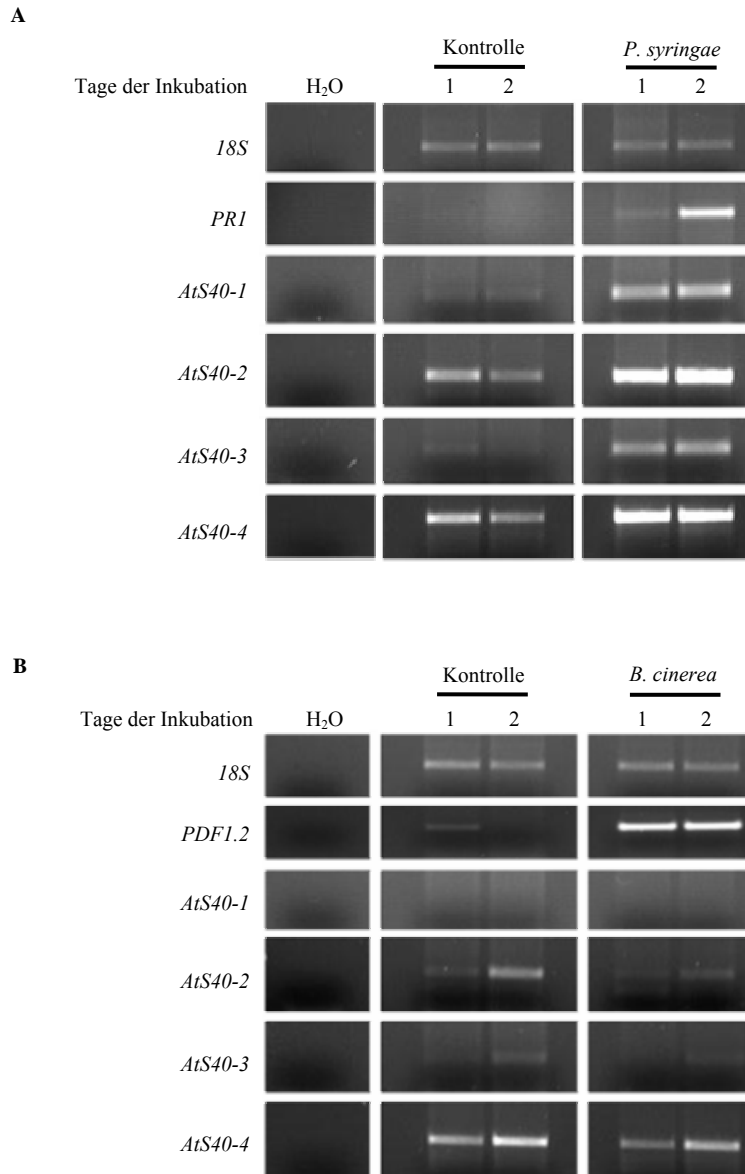 A
Kontrolle P. syringae
Tage der Inkubation H₂O 1 2 1 2
18S
PR1
AtS40-1
AtS40-2
AtS40-3
AtS40-4
B
Kontrolle B. cinerea
Tage der Inkubation H₂O 1 2 1 2
18S
PDF1.2
AtS40-1
AtS40-2
AtS40-3
AtS40-4